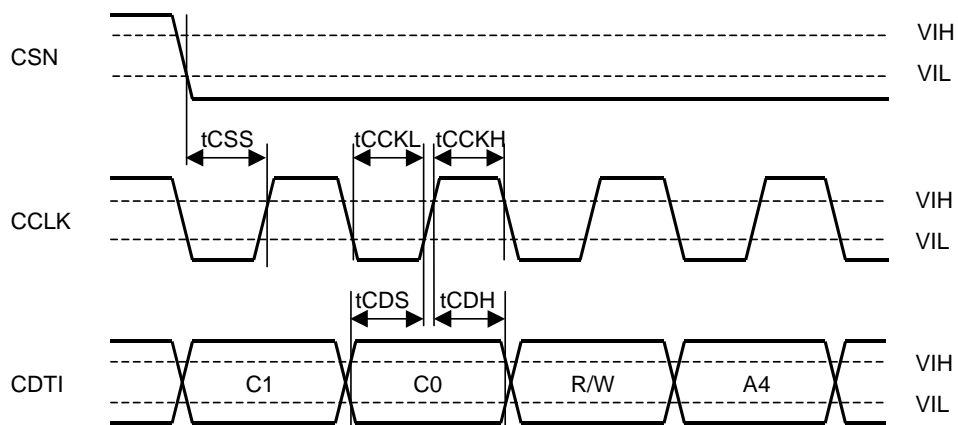 CSN
VIH
VIL
tCSS
tCCKL
tCCKH
CCLK
VIH
VIL
tCDS
tCDH
CDTI
C1
C0
R/W
A4
VIH
VIL